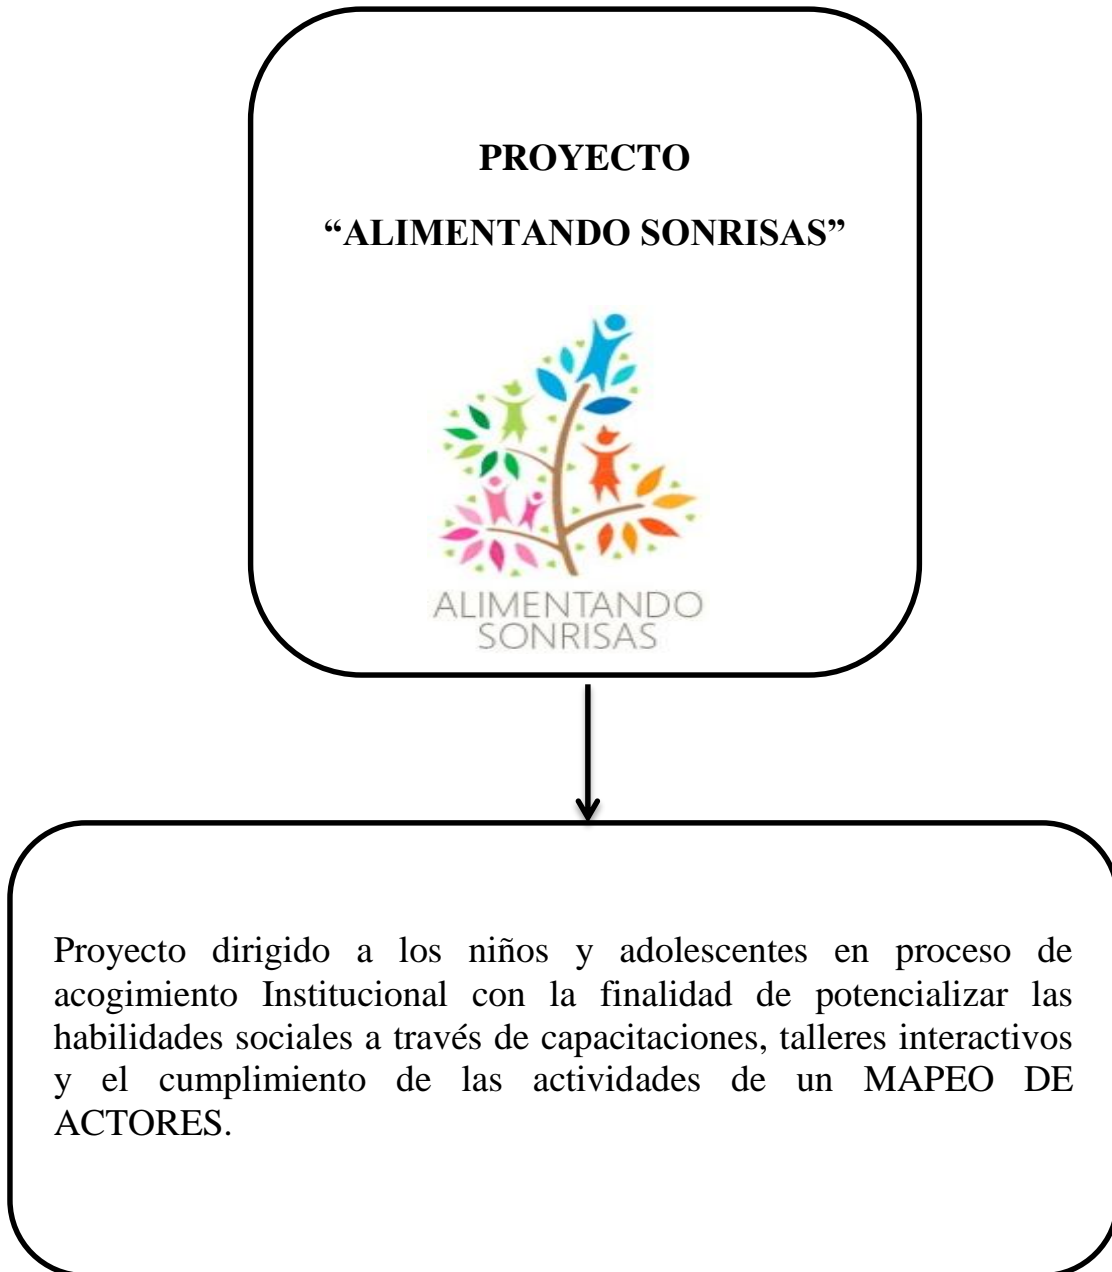 PROYECTO
“ALIMENTANDO SONRISAS”
ALIMENTANDO
SONRISAS
Proyecto dirigido a los niños y adolescentes en proceso de
acogimiento Institucional con la finalidad de potencializar las
habilidades sociales a través de capacitaciones, talleres interactivos
y el cumplimiento de las actividades de un MAPEO DE
ACTORES.